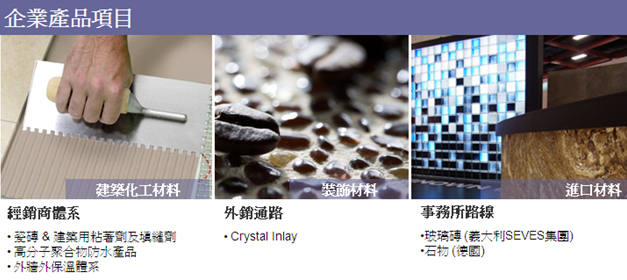 企業產品項目
建築化工材料
裝飾材料
進口材料
經銷商體系
• 瓷磚 & 建築用粘著劑及填縫劑
• 高分子聚合物防水產品
• 外牆外保溫體系
外銷通路
• Crystal Inlay
事務所路線
•玻璃磚 (義大利SEVES集團)
•石物 (德國)